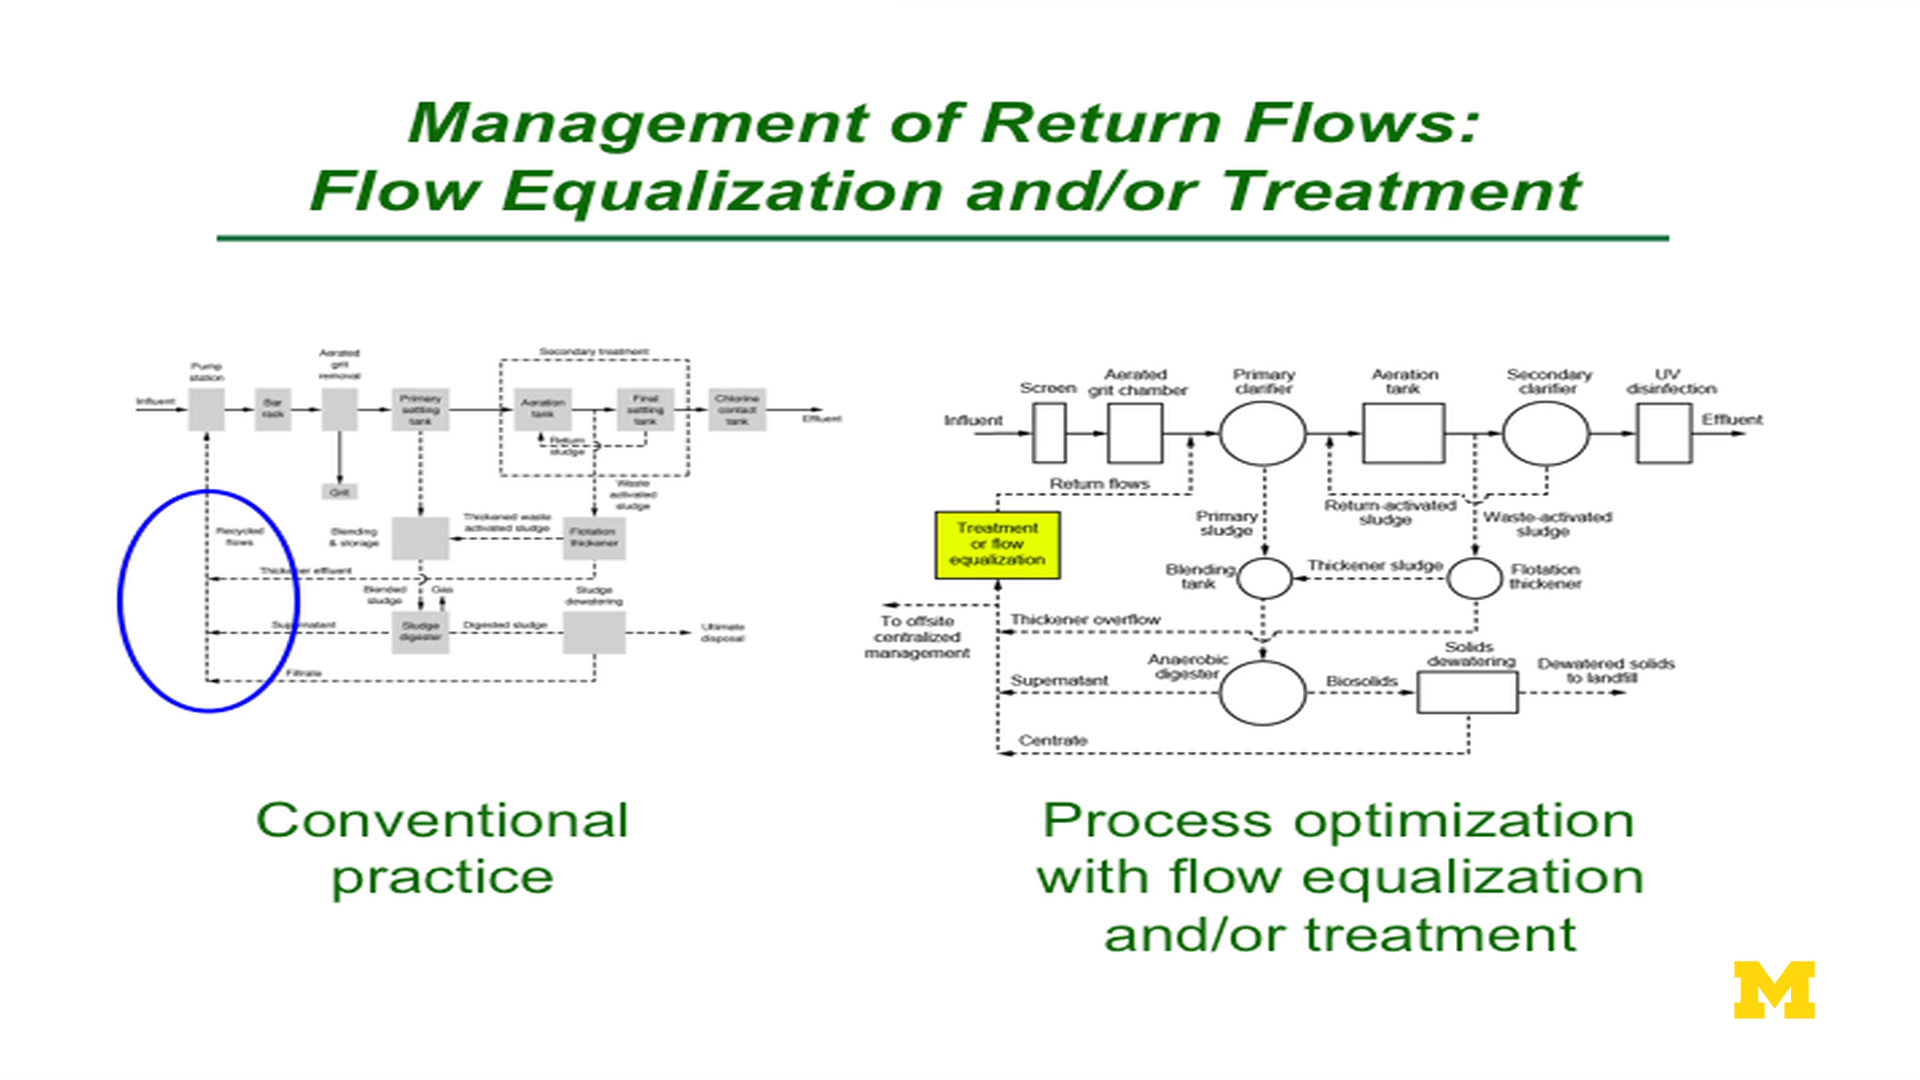 Management of Return Flows:
Flow Equalization and/or Treatment
Pump
station
Aerated
grit
removal
Secondary treatment
Influent
Bar
rack
Primary
settling
tank
Aeration
tank
Final
settling
tank
Chlorine
contact
tank
Effluent
Return
sludge
Grit
Waste
activated
sludge
Recycled
flows
Blending
& storage
Thickened waste
activated sludge
Flotation
thickener
Thickener effluent
Blended
sludge
Gas
Sludge
dewatering
Supernatant
Sludge
digester
Digested sludge
Ultimate
disposal
Filtrate
Conventional
practice
Screen
Aerated
grit chamber
Primary
clarifier
Aeration
tank
Secondary
clarifier
UV
disinfection
Influent
Effluent
Return flows
Treatment
or flow
equalization
Primary
sludge
Return-activated
sludge
Waste-activated
sludge
Blending
tank
Thickener sludge
Flotation
thickener
To offsite
centralized
management
Thickener overflow
Anaerobic
digester
Solids
dewatering
Dewatered solids
to landfill
Supernatant
Biosolids
Centrate
Process optimization
with flow equalization
and/or treatment
M